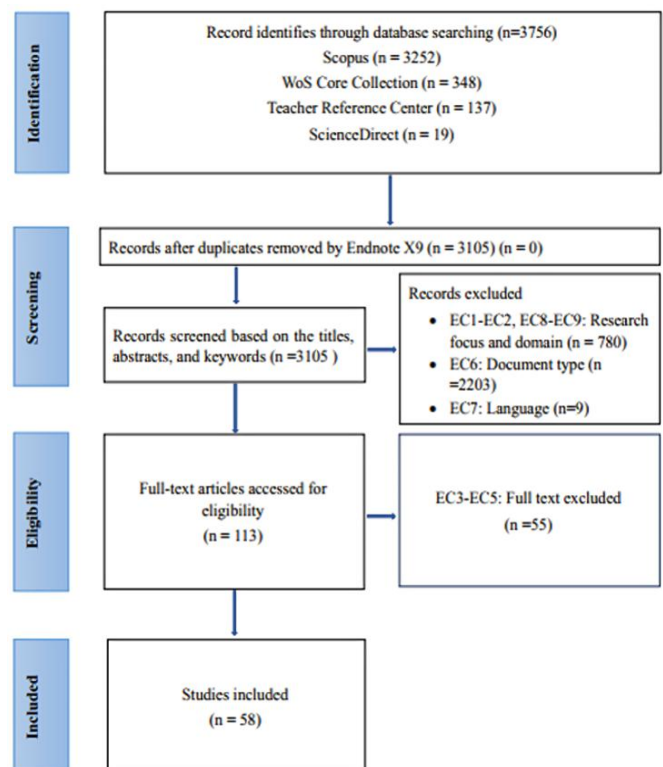 Identification
Record identifies through database searching (n=3756)
Scopus (n = 3252)
WoS Core Collection (n = 348)
Teacher Reference Center (n = 137)
ScienceDirect (n = 19)
Screening
Records after duplicates removed by Endnote X9 (n = 3105) (n = 0)
Records screened based on the titles,
abstracts, and keywords (n =3105 )
Records excluded
• EC1-EC2, EC8-EC9: Research
focus and domain (n = 780)
• EC6: Document type (n
=2203)
• EC7: Language (n=9)
Eligibility
Full-text articles accessed for
eligibility
(n = 113)
EC3-EC5: Full text excluded
(n =55)
Included
Studies included
(n = 58)